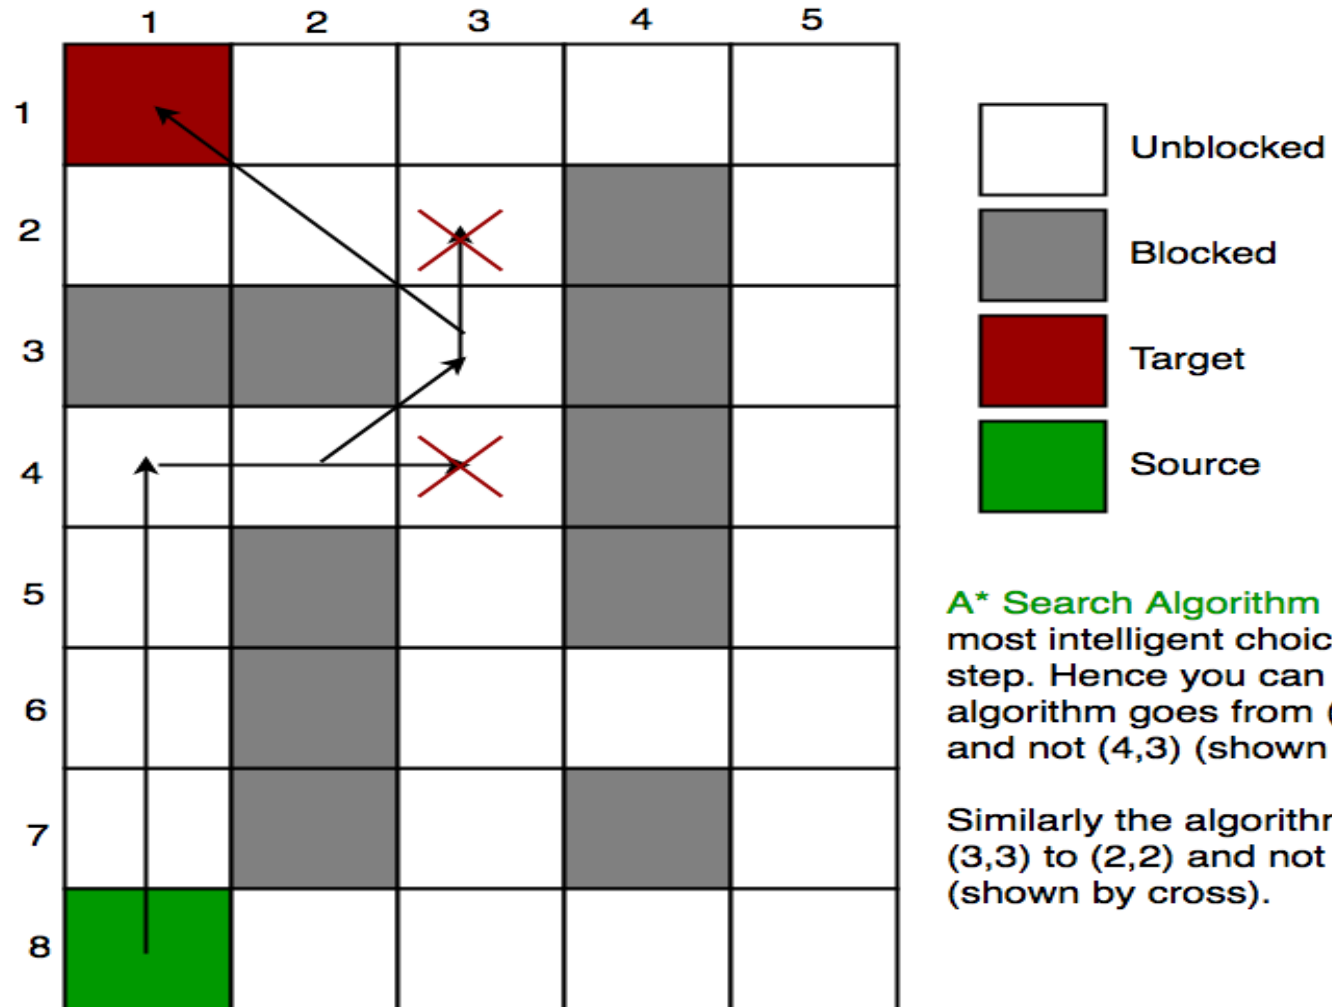 1 2 3 4 5
1
2
3
4
5
6
7
8
Unblocked
Blocked
Target
Source
A* Search Algorithm
most intelligent
step. Hence you can
algorithm goes from
and not (4,3) (shown
Similarly the
(3,3) to (2,2) and not
(shown by cross).